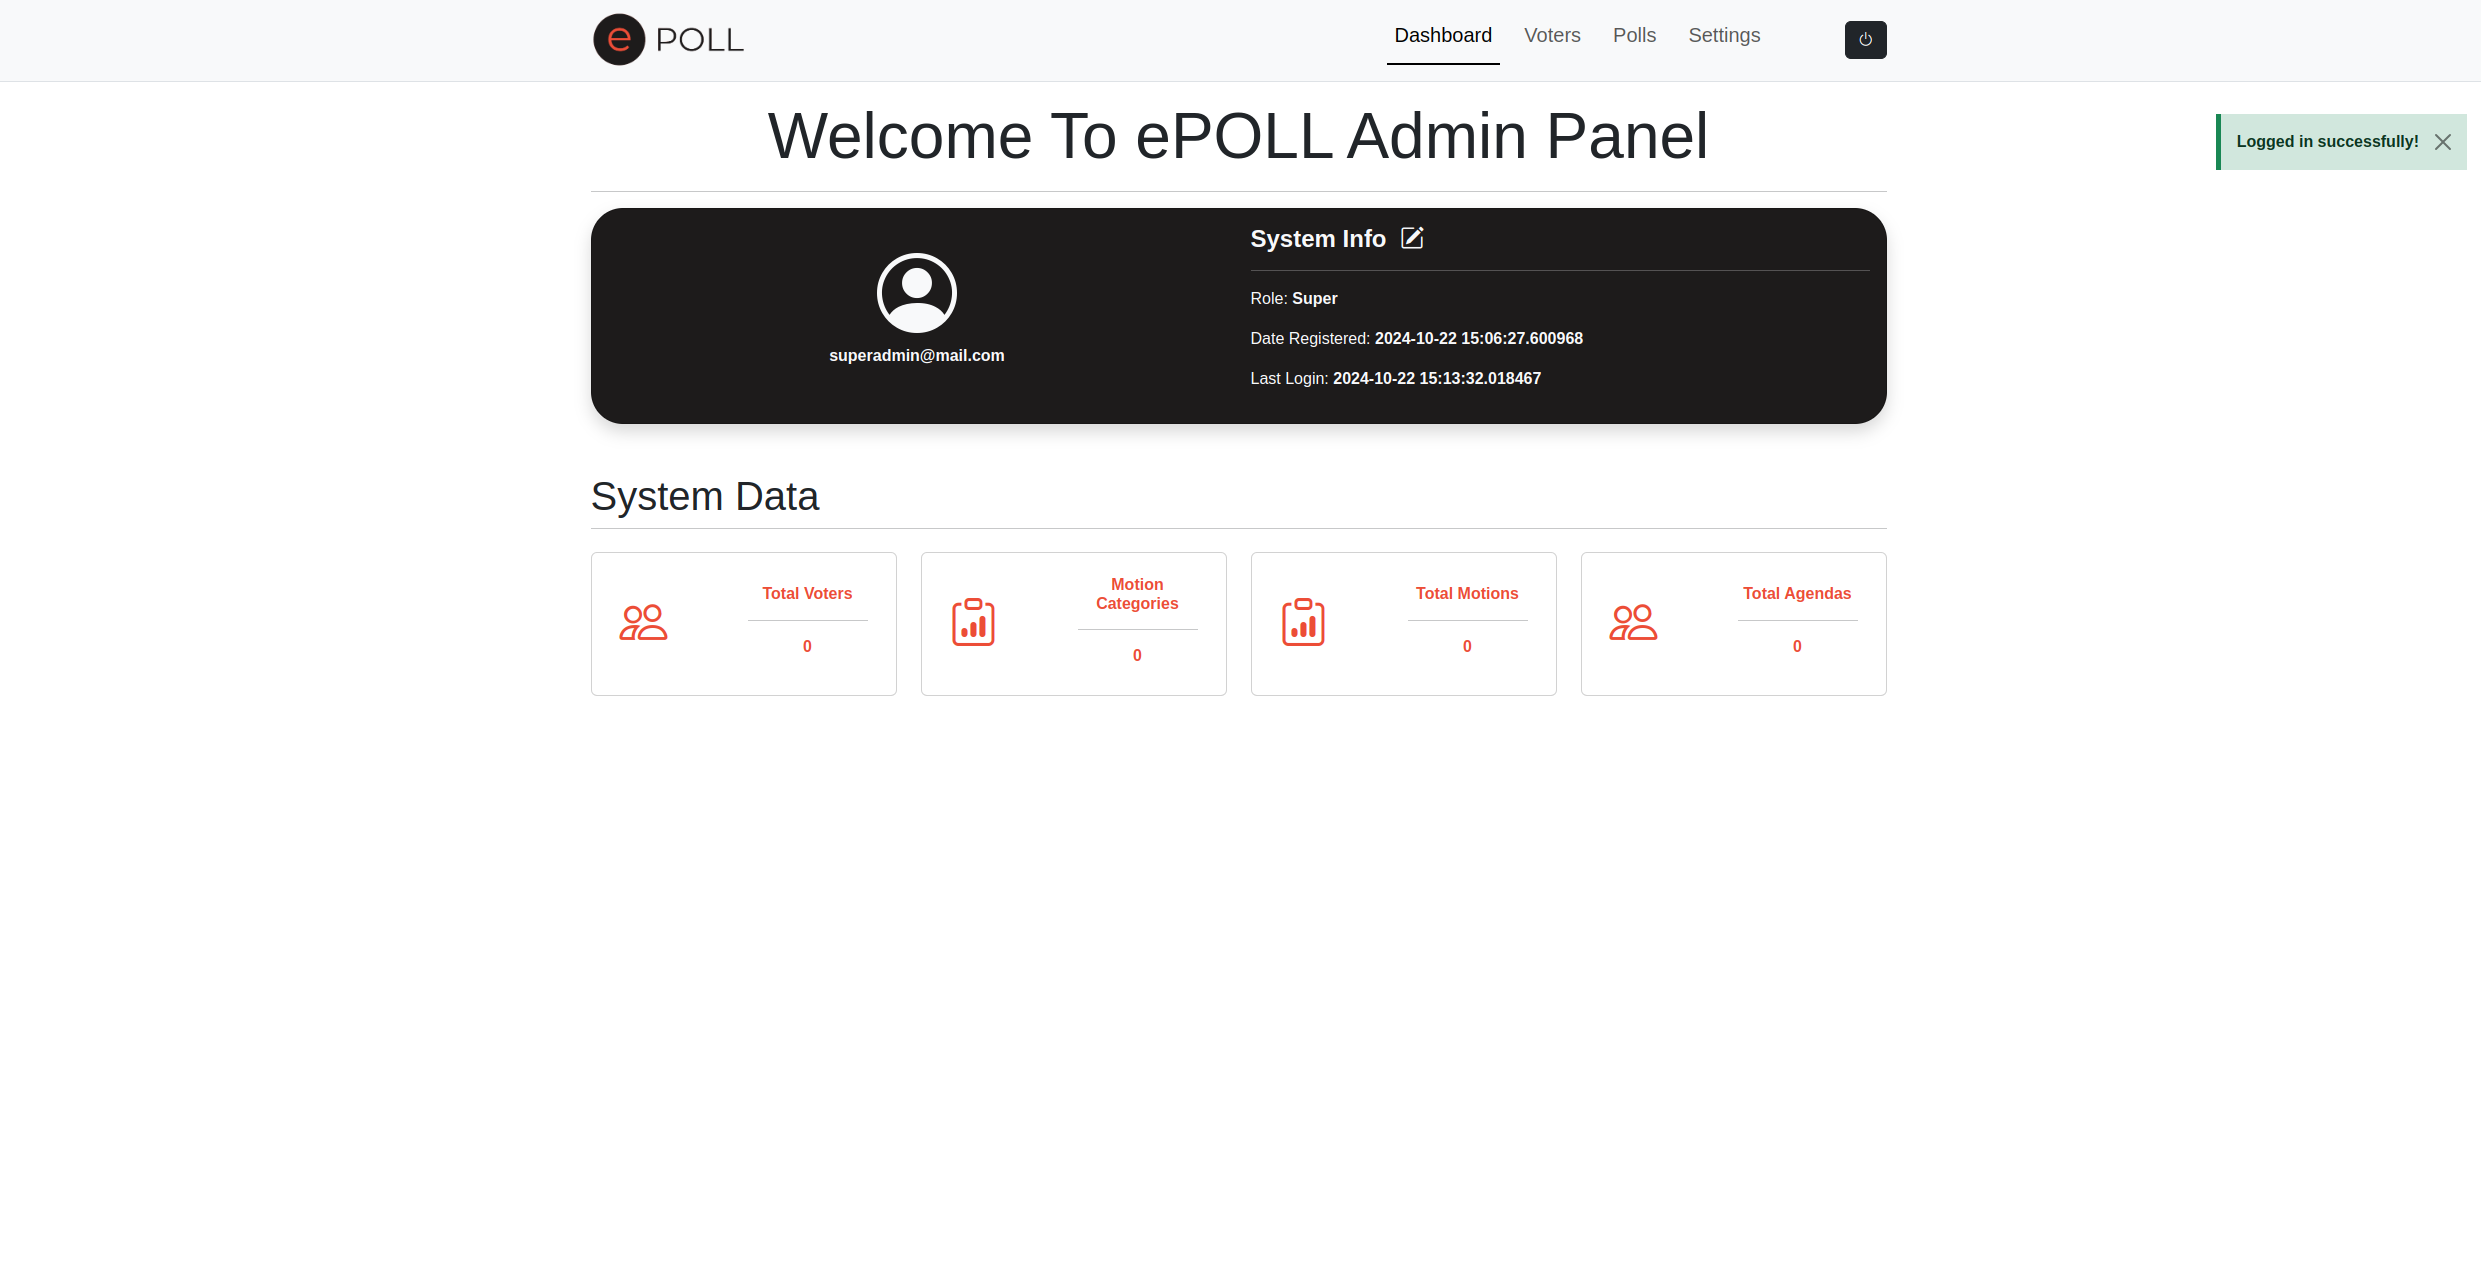 e POLL
Dashboard
Voters
Polls
Settings
Welcome To ePOLL Admin Panel
Logged in successfully!
superadmin@mail.com
System Info
Role: Super
Date Registered: 2024-10-22 15:06:27.600968
Last Login: 2024-10-22 15:13:32.018467
System Data
Total Voters
0
Motion
Categories
0
Total Motions
0
Total Agendas
0